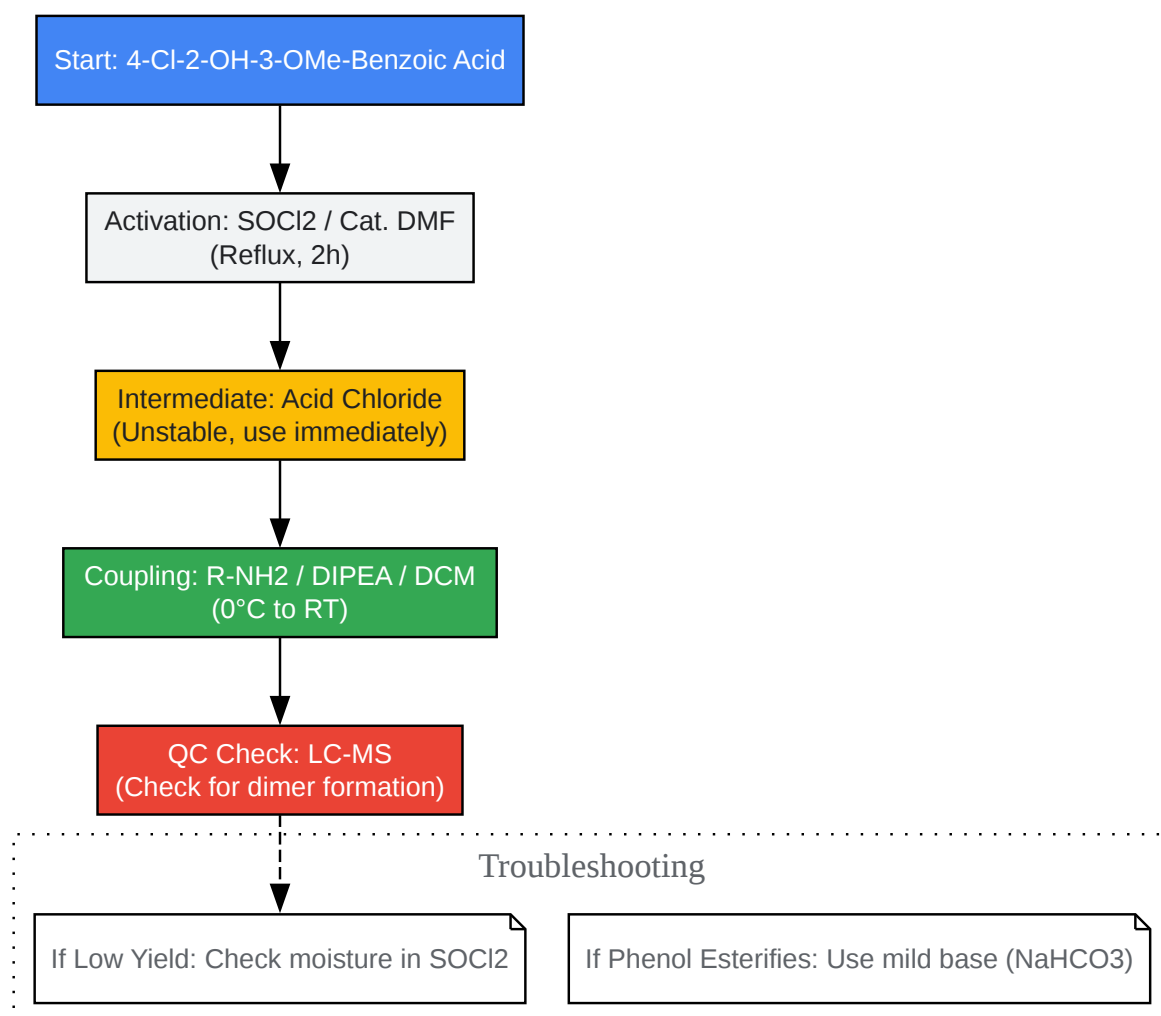 Start: 4-Cl-2-OH-3-OMe-Benzoic Acid
Activation: SOCl2 / Cat. DMF
(Reflux, 2h)
Intermediate: Acid Chloride
(Unstable, use immediately)
Coupling: R-NH2 / DIPEA / DCM
(0°C to RT)
QC Check: LC-MS
(Check for dimer formation)
Troubleshooting
If Low Yield: Check moisture in SOCl2
If Phenol Esterifies: Use mild base (NaHCO3)